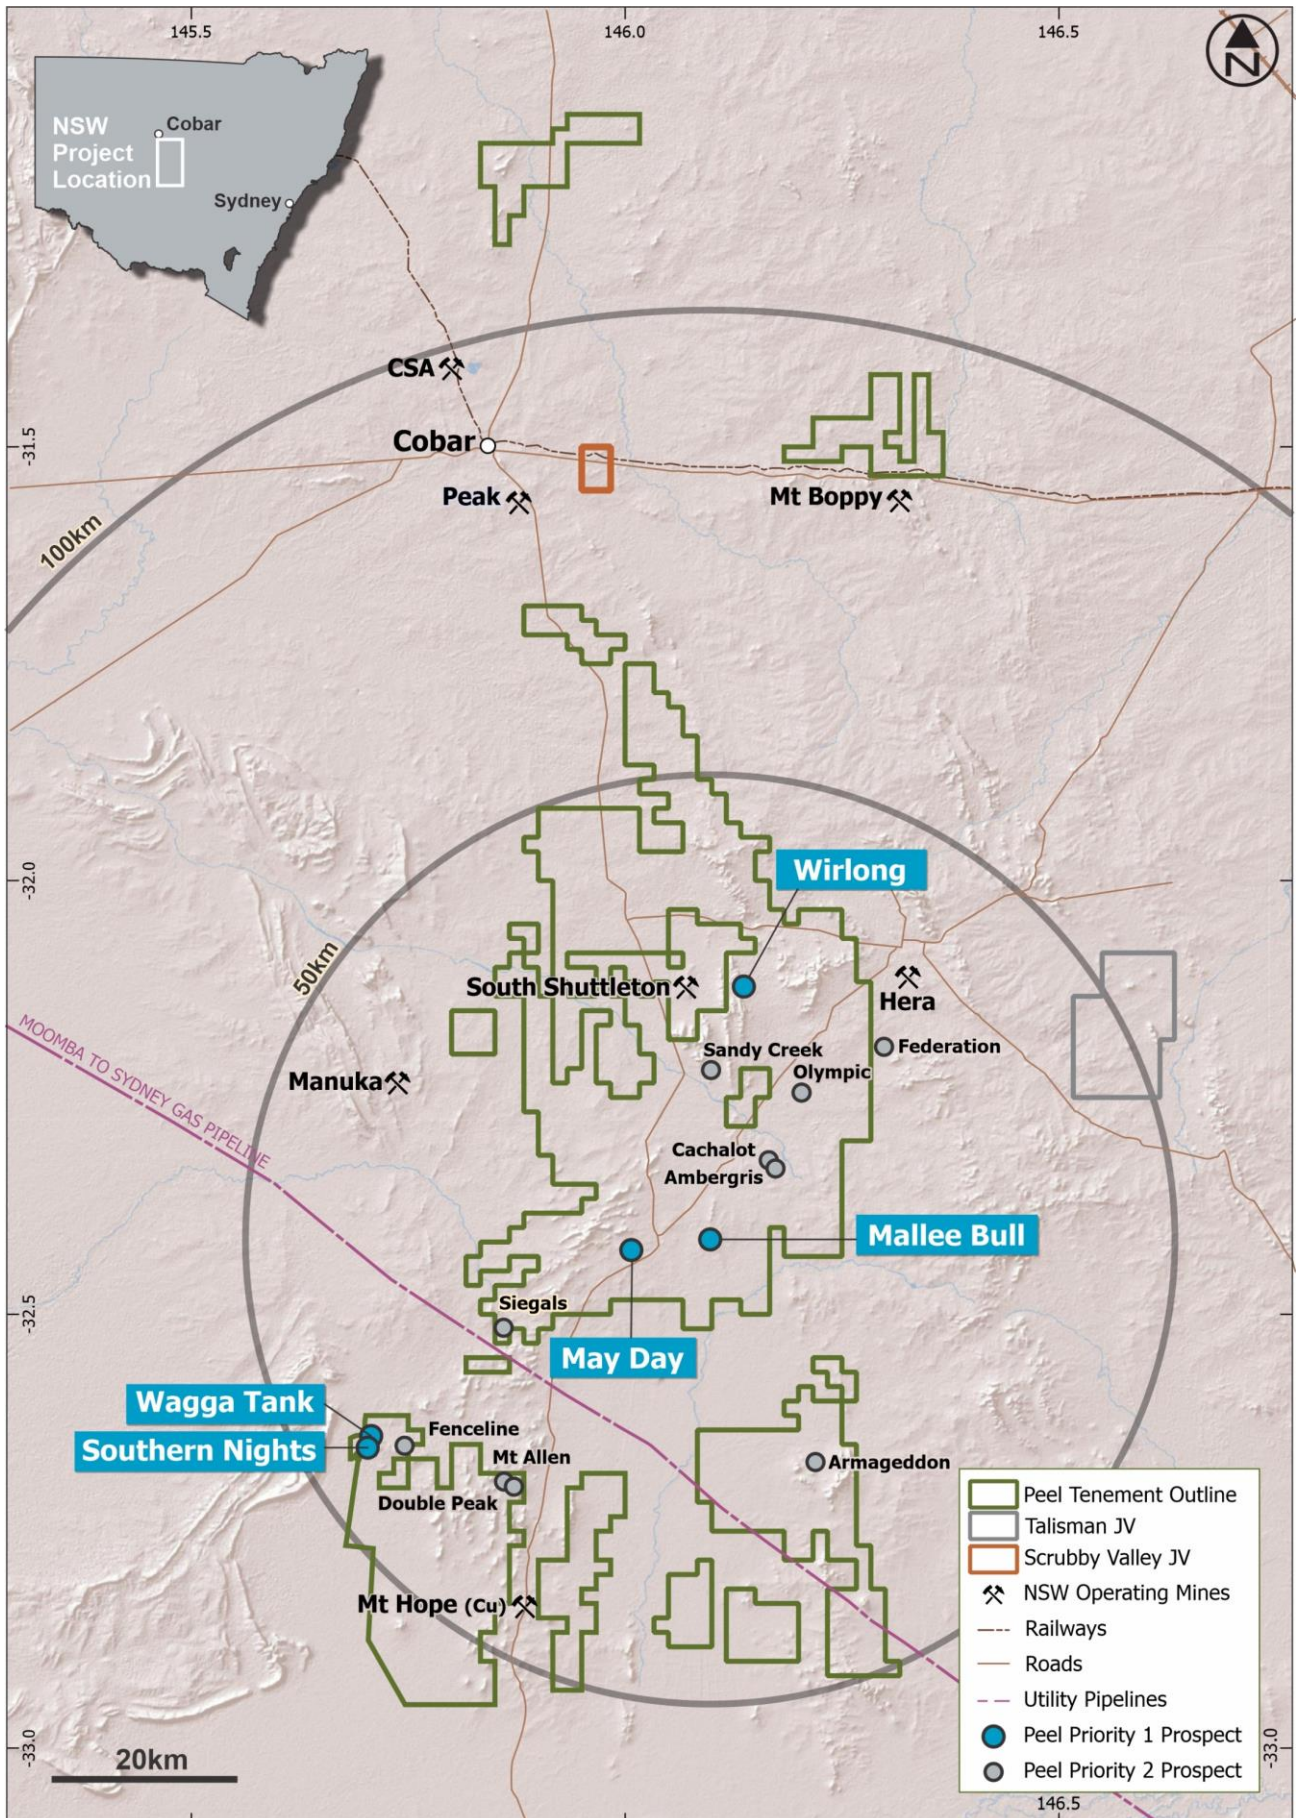 145.5
146.0
146.5
N
NSW
Project
Location
Cobar
Sydney
CSA
Cobar
-31.5
Peak
Mt Boppy
100km
-32.0
Wirlong
50km
South Shuttleton
Hera
MOOMBA TO SYDNEY GAS PIPELINE
Manuka
Sandy Creek
Federation
Olympic
Cachalot
Ambergris
Mallee Bull
-32.5
Siegals
May Day
Wagga Tank
Southern Nights
Fenceline
Mt Allen
Double Peak
Armageddon
Mt Hope (Cu)
Peel Tenement Outline
Talisman JV
Scrubby Valley JV
NSW Operating Mines
Railways
Roads
Utility Pipelines
Peel Priority 1 Prospect
Peel Priority 2 Prospect
-33.0
-33.0
20km
145.5
146.5